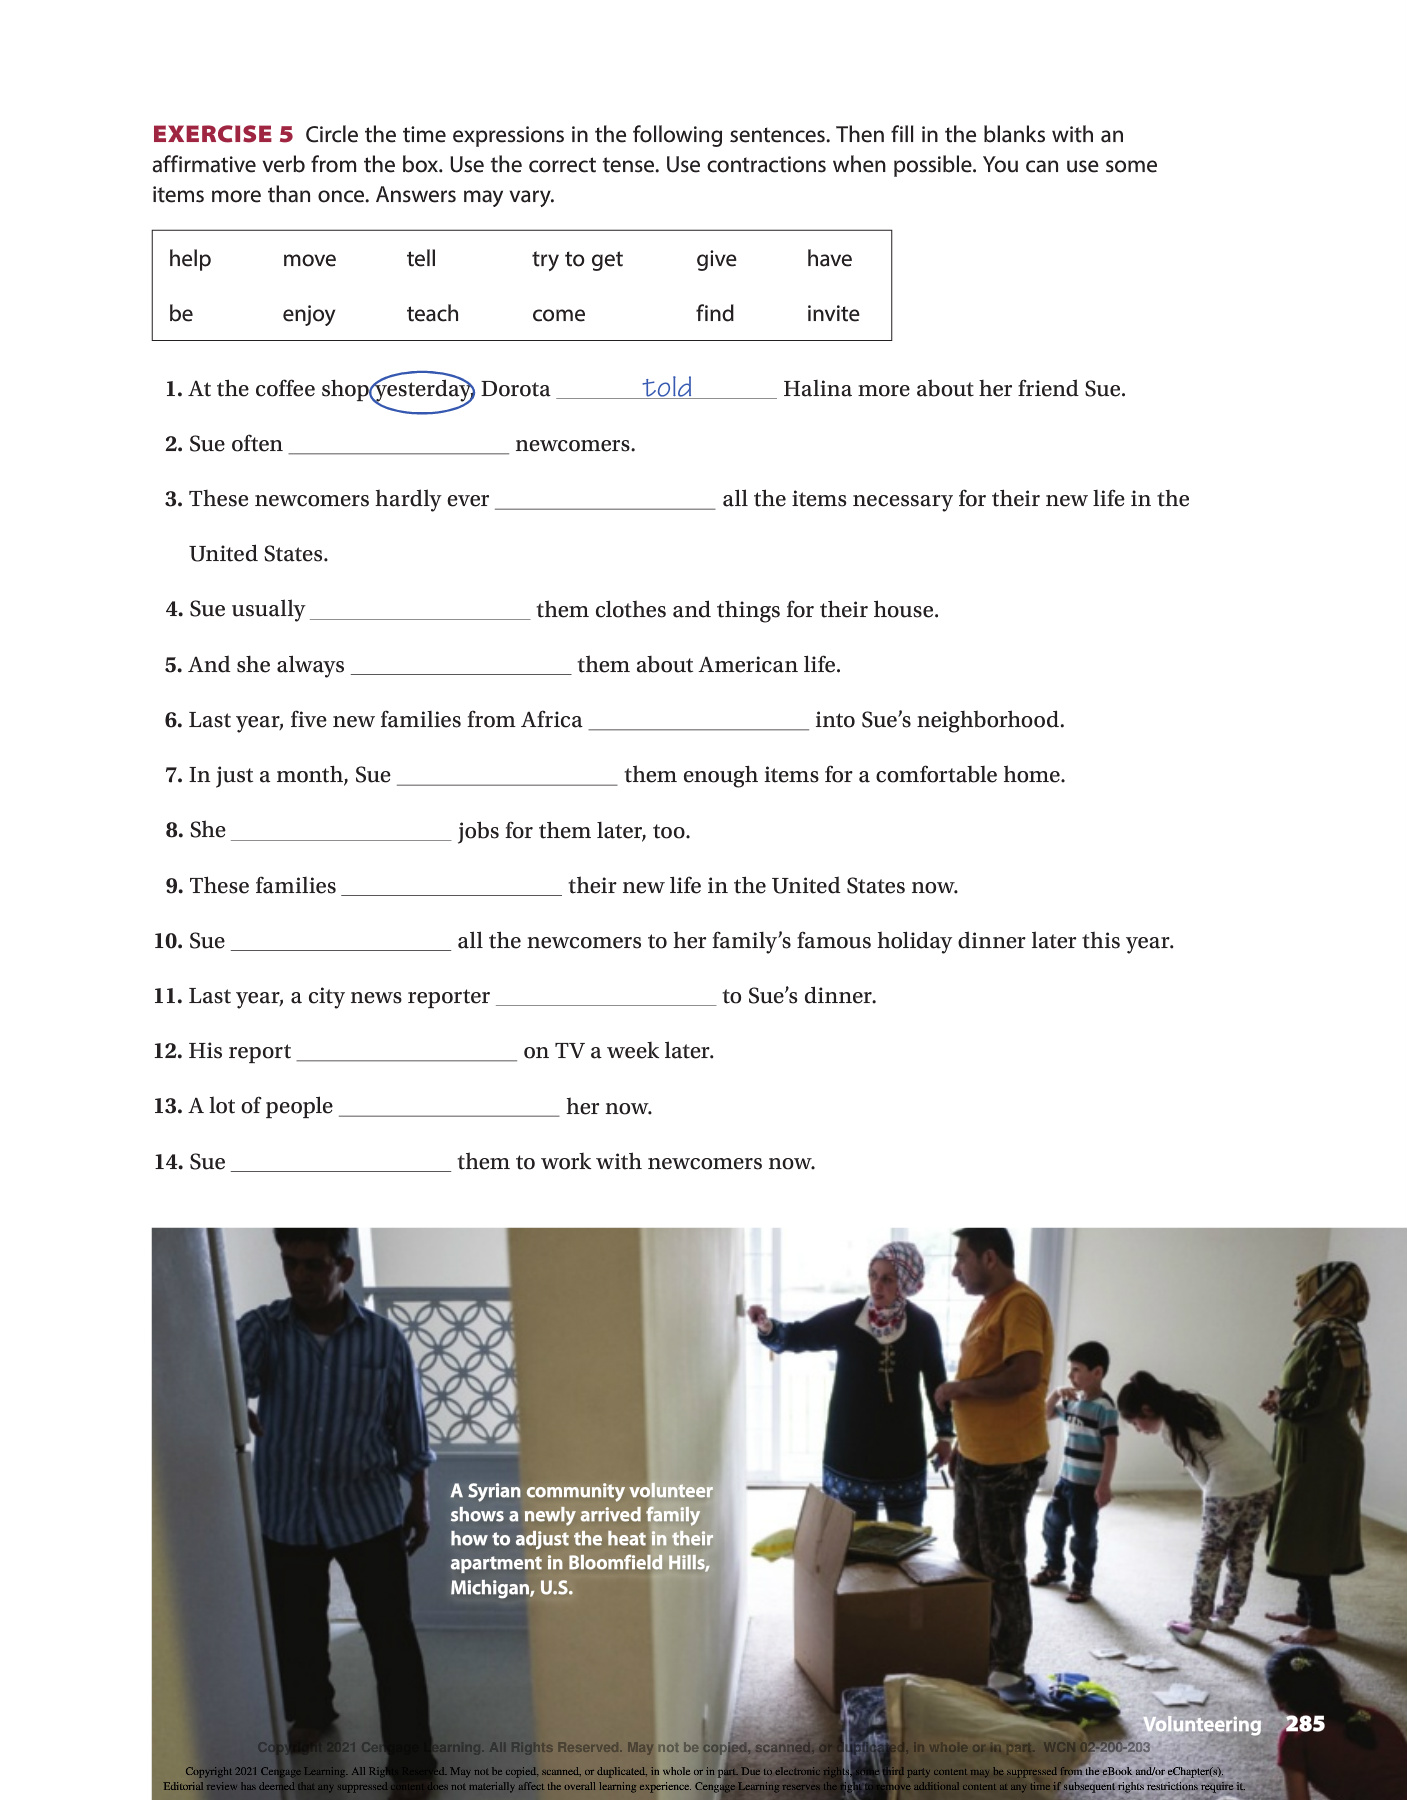 EXERCISE 5 Circle the time expressions in the following sentences. Then fill in the blanks with an
affirmative verb from the box. Use the correct tense. Use contractions when possible. You can use some
items more than once. Answers may vary.
help move tell try to get give have
be enjoy teach come find invite
1. At the coffee shop yesterday, Dorota told Halina more about her friend Sue.
2. Sue often ____________________ newcomers.
3. These newcomers hardly ever ____________________ all the items necessary for their new life in the
United States.
4. Sue usually ____________________ them clothes and things for their house.
5. And she always ____________________ them about American life.
6. Last year, five new families from Africa ____________________ into Sue’s neighborhood.
7. In just a month, Sue ____________________ them enough items for a comfortable home.
8. She ____________________ jobs for them later, too.
9. These families ____________________ their new life in the United States now.
10. Sue ____________________ all the newcomers to her family’s famous holiday dinner later this year.
11. Last year, a city news reporter ____________________ to Sue’s dinner.
12. His report ____________________ on TV a week later.
13. A lot of people ____________________ her now.
14. Sue ____________________ them to work with newcomers now.
A Syrian community volunteer
shows a newly arrived family
how to adjust the heat in their
apartment in Bloomfield Hills,
Michigan, U.S.
Volunteering 285
Copyright 2021 Cengage Learning. All Rights Reserved. May not be copied, scanned, or duplicated, in whole or in part. WCN 02-200-203
Copyright 2021 Cengage Learning. All Rights Reserved. May not be copied, scanned, or duplicated, in whole or in part. Due to electronic rights, some third party content may be suppressed from the eBook and/or eChapter(s).
Editorial review has deemed that any suppressed content does not materially affect the overall learning experience. Cengage Learning reserves the right to remove additional content at any time if subsequent rights restrictions require it.